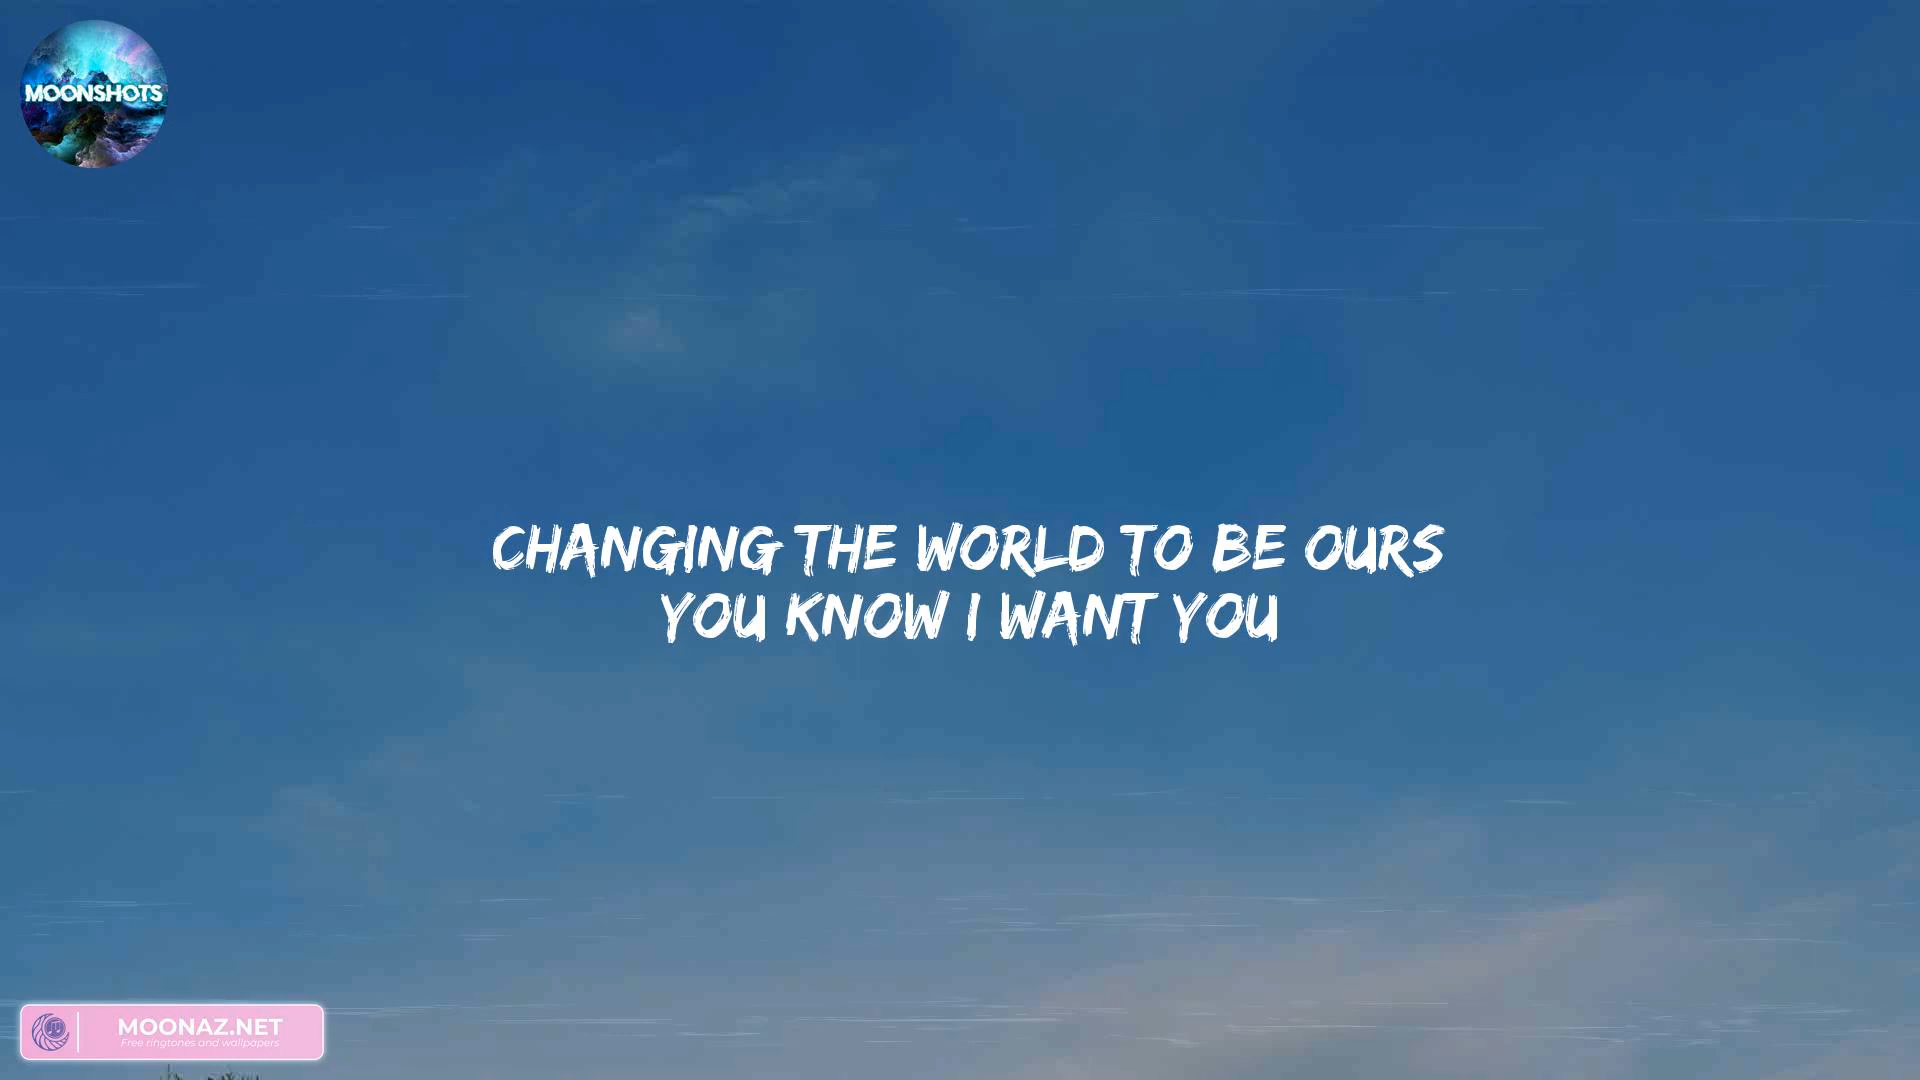 MOONSHOTS
CHANGING THE WORLD TO BE OURS
YOU KNOW I WANT YOU
MOONAZ.NET
Free ringtones and wallpapers